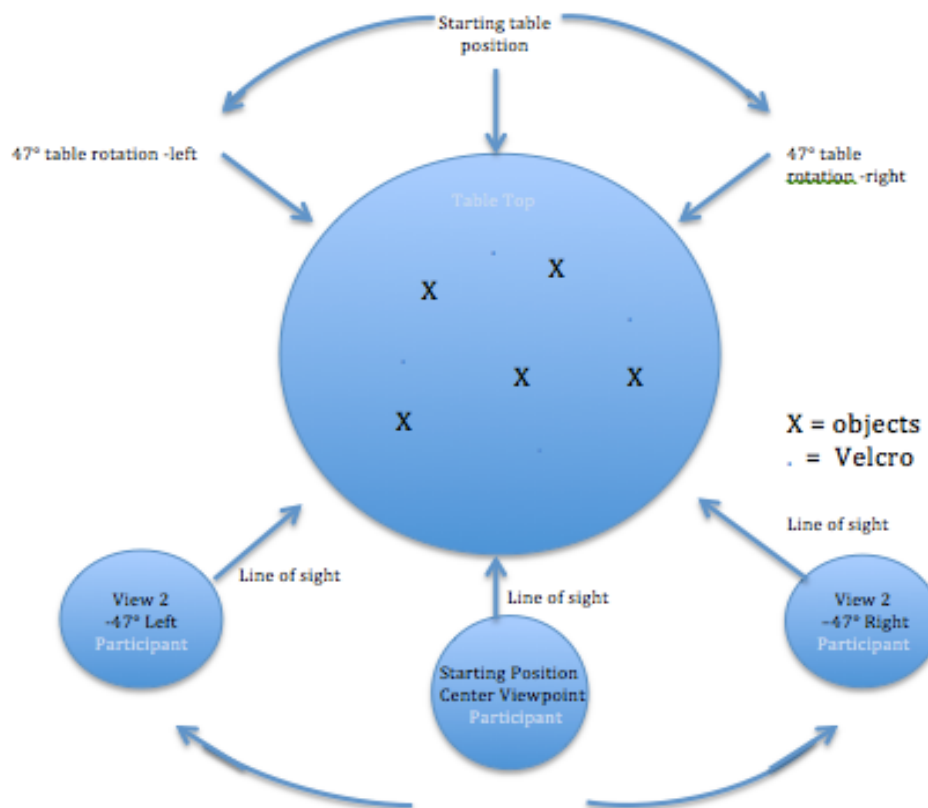 Starting table
position
47° table rotation -left
47° table
rotation -right
Table Top
X
X
X
X
X
X = objects
. = Velcro
Line of sight
Line of sight
Line of sight
View 2
-47° Left
Participant
View 2
-47° Right
Participant
Starting Position
Center Viewpoint
Participant